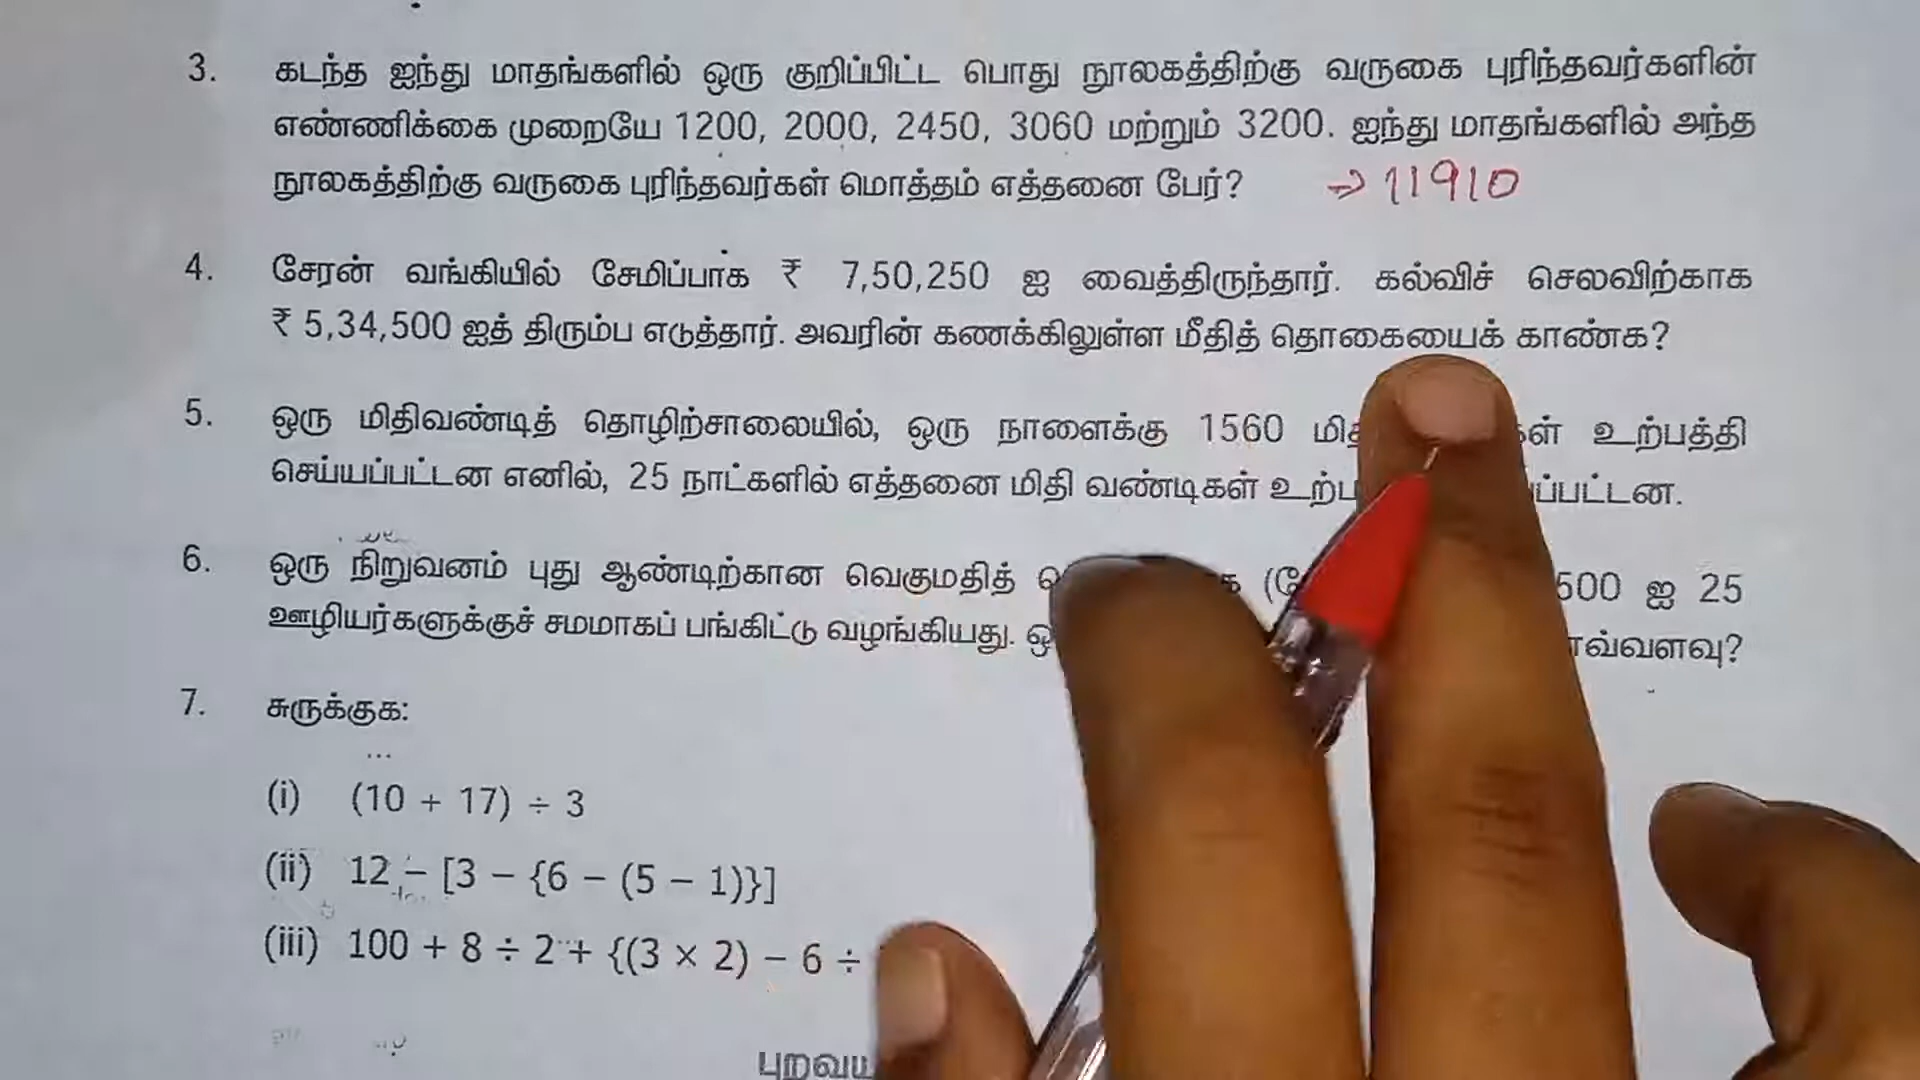 3. கடந்த ஐந்து மாதங்களில் ஒரு குறிப்பிட்ட பொது நூலகத்திற்கு வருகை புரிந்தவர்களின்
எண்ணிக்கை முறையே 1200, 2000, 2450, 3060 மற்றும் 3200. ஐந்து மாதங்களில் அந்த
நூலகத்திற்கு வருகை புரிந்தவர்கள் மொத்தம் எத்தனை பேர்? → 11910
4. சேரன் வங்கியில் சேமிப்பாக ₹ 7,50,250 ஐ வைத்திருந்தார். கல்விச் செலவிற்காக
₹ 5,34,500 ஐத் திரும்ப எடுத்தார். அவரின் கணக்கிலுள்ள மீதித் தொகையைக் காண்க?
5. ஒரு மிதிவண்டித் தொழிற்சாலையில், ஒரு நாளைக்கு 1560 உற்பத்தி
செய்யப்பட்டன எனில், 25 நாட்களில் எத்தனை மிதி வண்டிகள்
6. ஒரு நிறுவனம் புது ஆண்டிற்கான வெகுமதித் 500 ஐ 25
ஊழியர்களுக்குச் சமமாகப் பங்கிட்டு வழங்கியது.
7. சுருக்குக:
(i) (10 + 17) ÷ 3
(ii) 12 – [3 – {6 – (5 – 1)}]
(iii) 100 + 8 ÷ 2 + {(3 × 2) – 6 ÷